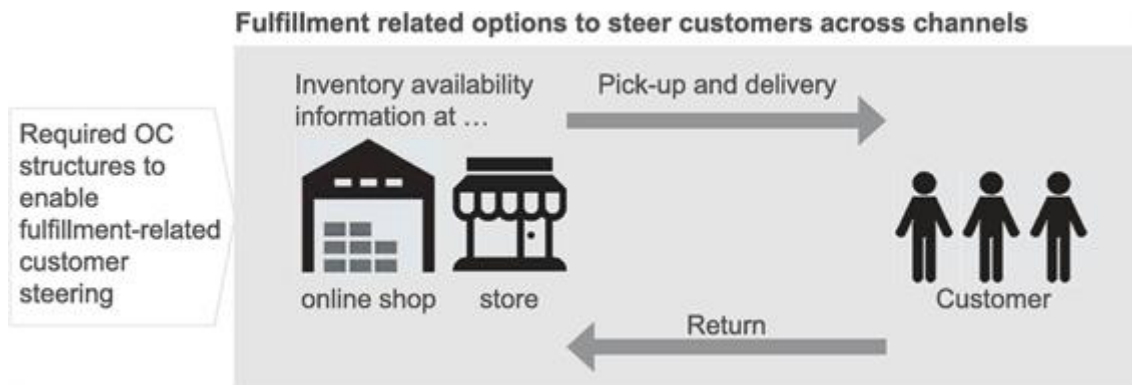 Fulfillment related options to steer customers across channels
Required OC
structures to
enable
fulfillment-related
customer
steering
Inventory availability
information at …
Pick-up and delivery
online shop
store
Customer
Return